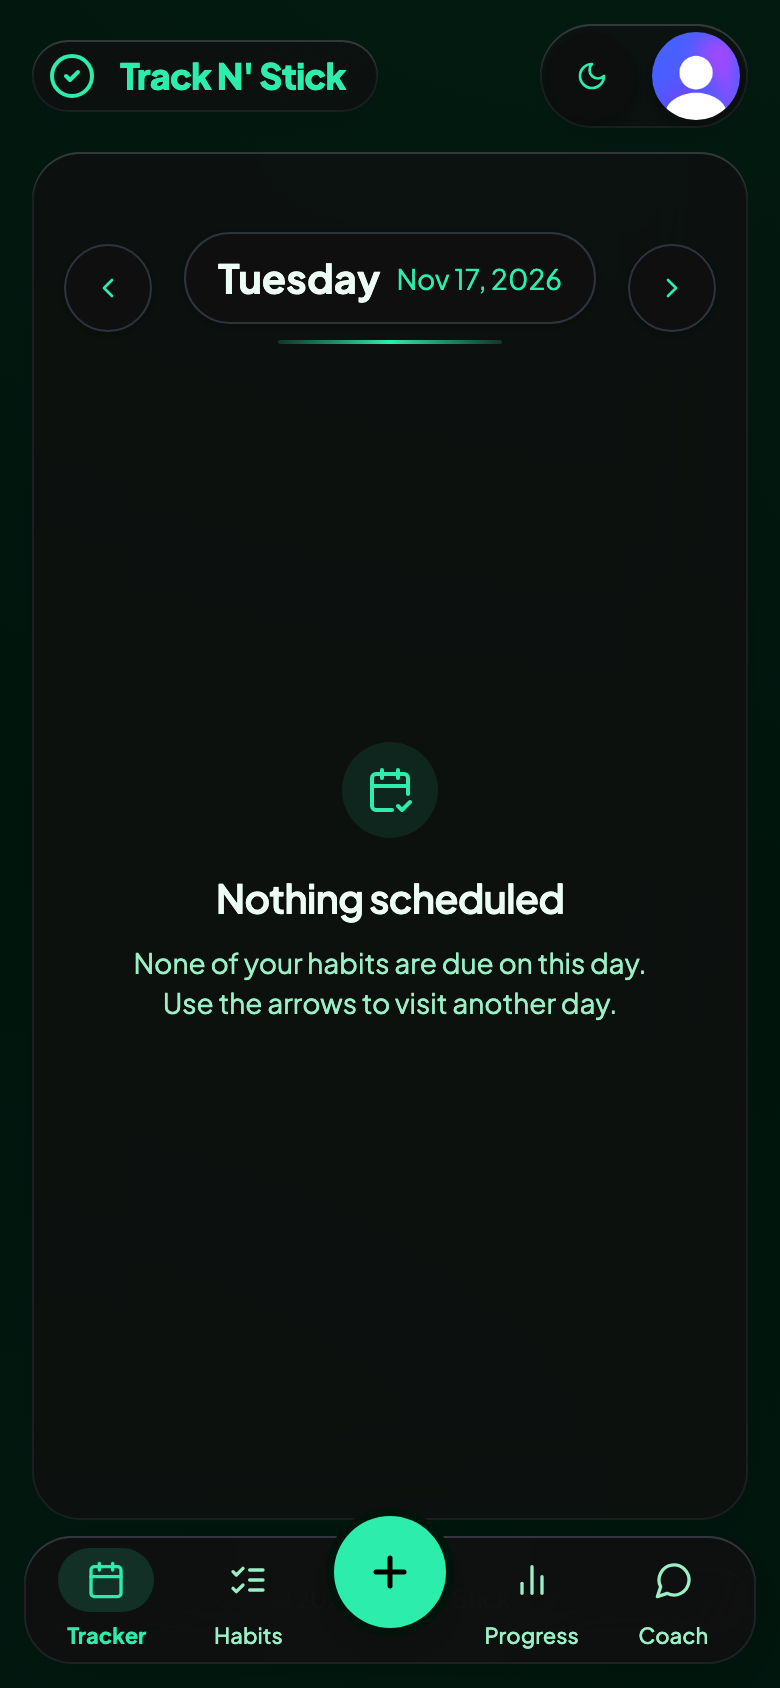 Track N' Stick
Tuesday Nov 17, 2026
Nothing scheduled
None of your habits are due on this day.
Use the arrows to visit another day.
Tracker
Habits
Progress
Coach